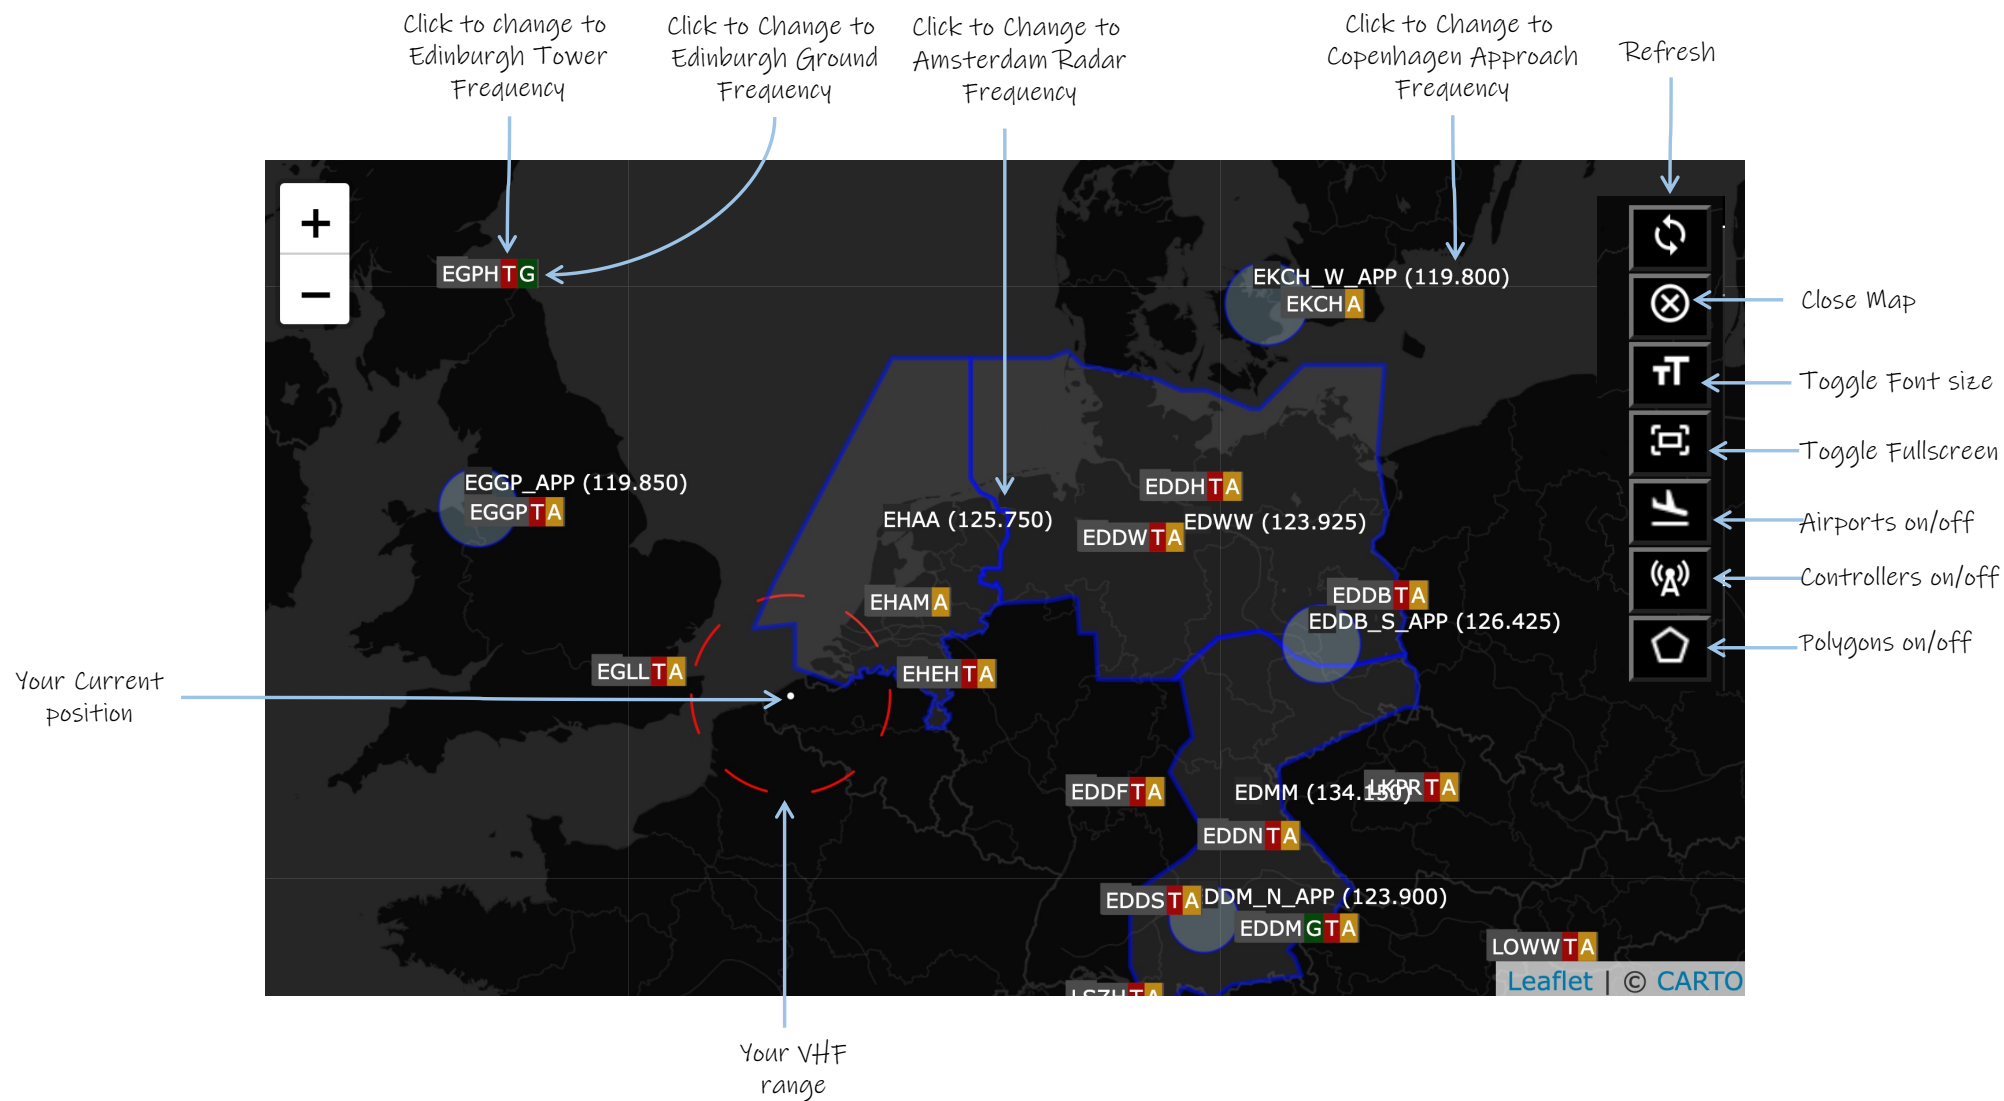 Click to change to
Edinburgh Tower
Frequency
Click to Change to
Edinburgh Ground
Frequency
Click to Change to
Amsterdam Radar
Frequency
Click to Change to
Copenhagen Approach
Frequency
Refresh
+
−
EGPH T G
EKCH_W_APP (119.800)
EKCH A
Close Map
Toggle Font size
TT
Toggle Fullscreen
EGGP_APP (119.850)
EGGP T A
EDDH T A
EHAA (125.750)
EDWW (123.925)
EDDW T A
Airports on/off
Controllers on/off
EHAM A
EDDB T A
EDDB_S_APP (126.425)
Polygons on/off
EGLL T A
EHEH T A
Your Current
position
EDDF T A
EDMM (134.150)
LKPR T A
EDDN T A
EDDS T A
DDM_N_APP (123.900)
EDDM G T A
LOWW T A
Leaflet | © CARTO
LSZH T A
Your VHF
range